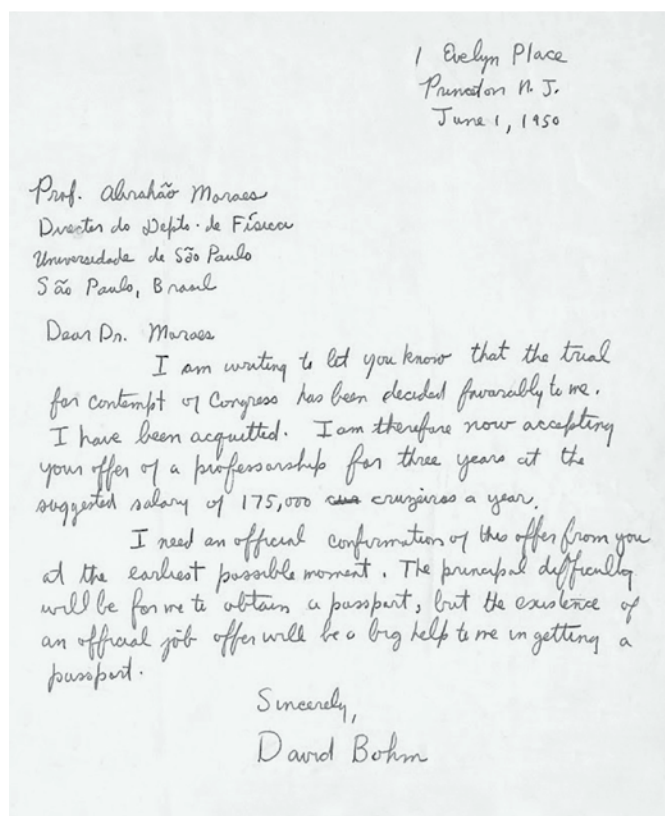 1 Evelyn Place
Princeton N. J.
June 1, 1950
Prof. Abrahão Moraes
Director do Depto. de Física
Universidade de São Paulo
São Paulo, Brasil
Dear Dr. Moraes
I am writing to let you know that the trial
for contempt of Congress has been decided favorably to me.
I have been acquitted. I am therefore now accepting
your offer of a professorship for three years at the
suggested salary of 175,000 cruzeiros a year.
I need an official confirmation of this offer from you
at the earliest possible moment. The principal difficulty
will be for me to obtain a passport, but the existence of
an official job offer will be a big help to me in getting a
passport.
Sincerely,
David Bohm